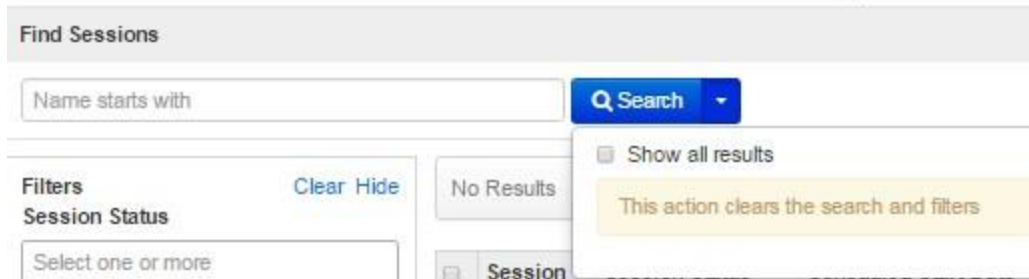 Find Sessions
Name starts with
Search
Show all results
This action clears the search and filters
Filters Clear Hide
Session Status
Select one or more
No Results
Session